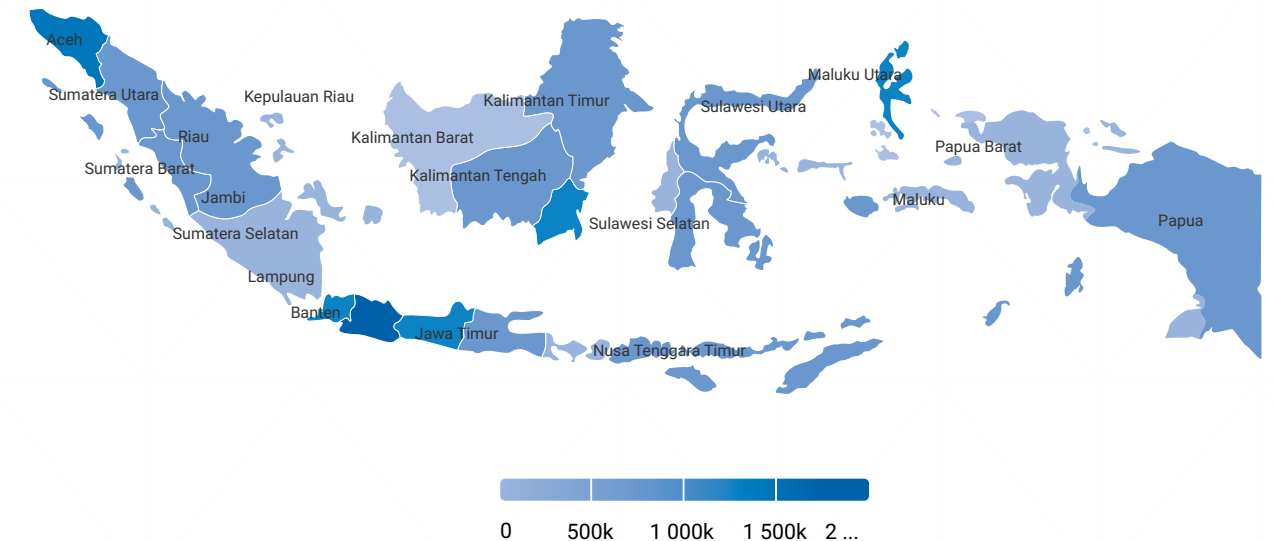 Aceh
Maluku Utara
Sumatera Utara
Kepulauan Riau
Kalimantan Timur
Sulawesi Utara
Riau
Kalimantan Barat
Papua Barat
Sumatera Barat
Kalimantan Tengah
Jambi
Maluku
Sumatera Selatan
Sulawesi Selatan
Papua
Lampung
Banten
Jawa Timur
Nusa Tenggara Timur
0 500k 1 000k 1 500k 2 ...